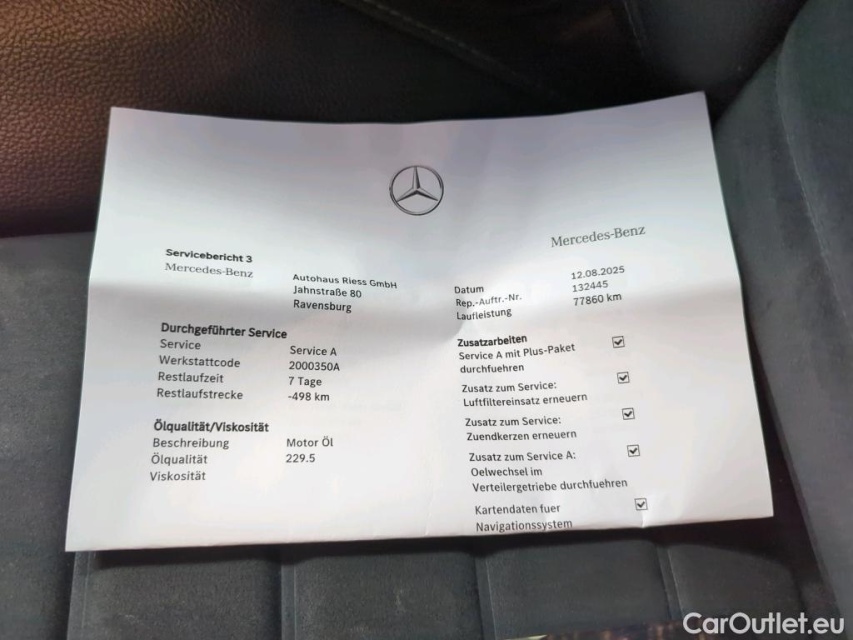 Mercedes-Benz
Servicebericht 3
Mercedes-Benz
Autohaus Riess GmbH
Jahnstraße 80
Ravensburg
Datum 12.08.2025
Rep.-Auftr.-Nr. 132445
Laufleistung 77860 km
Durchgeführter Service
Service Service A
Werkstattcode 2000350A
Restlaufzeit 7 Tage
Restlaufstrecke -498 km
Ölqualität/Viskosität
Beschreibung Motor Öl
Ölqualität 229.5
Viskosität
Zusatzarbeiten
Service A mit Plus-Paket
durchfuehren
Zusatz zum Service:
Luftfiltereinsatz erneuern
Zusatz zum Service:
Zuendkerzen erneuern
Zusatz zum Service A:
Oelwechsel im
Verteilergetriebe durchfuehren
Kartendaten fuer
Navigationssystem
CarOutlet.eu